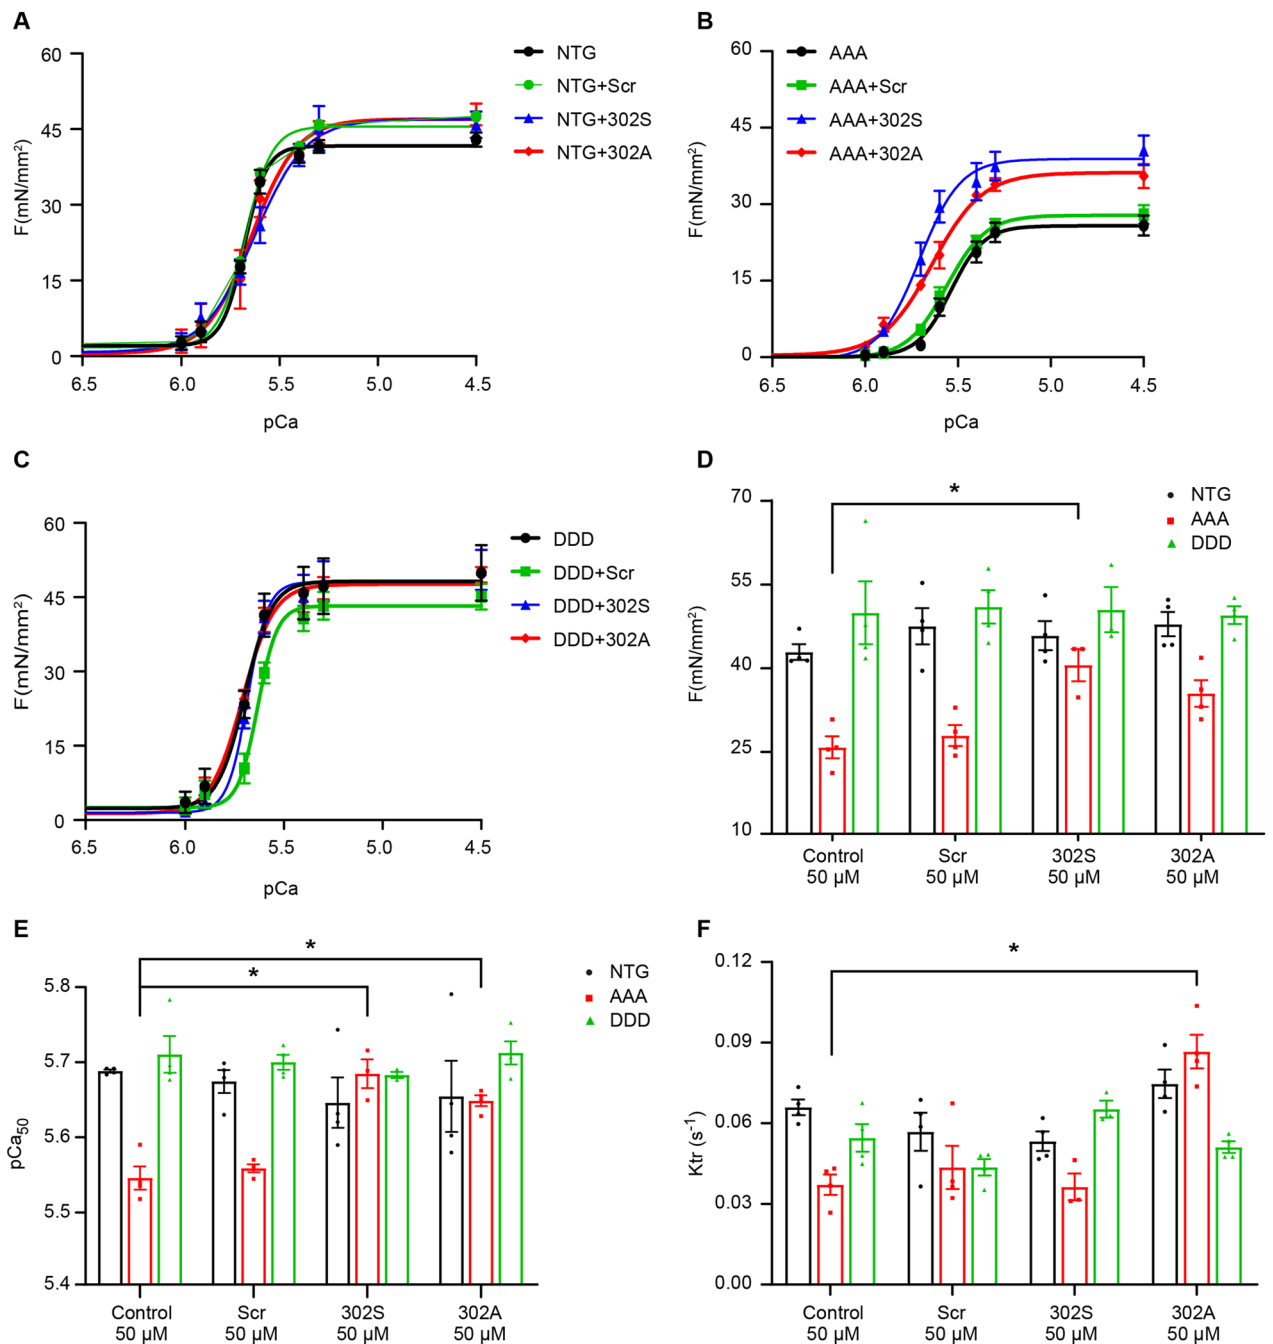 A
F(mN/mm²)
60
45
30
15
0
6.5
6.0
5.5
5.0
4.5
pCa
NTG
NTG+Scr
NTG+302S
NTG+302A
B
F(mN/mm²)
60
45
30
15
0
6.5
6.0
5.5
5.0
4.5
pCa
AAA
AAA+Scr
AAA+302S
AAA+302A
C
F(mN/mm²)
60
45
30
15
0
6.5
6.0
5.5
5.0
4.5
pCa
DDD
DDD+Scr
DDD+302S
DDD+302A
D
F(mN/mm²)
70
55
40
25
10
*
NTG
AAA
DDD
Control
50 µM
Scr
50 µM
302S
50 µM
302A
50 µM
E
pCa₅₀
5.8
5.7
5.6
5.5
5.4
*
*
NTG
AAA
DDD
Control
50 µM
Scr
50 µM
302S
50 µM
302A
50 µM
F
Ktr (s⁻¹)
0.12
0.09
0.06
0.03
0.00
*
NTG
AAA
DDD
Control
50 µM
Scr
50 µM
302S
50 µM
302A
50 µM